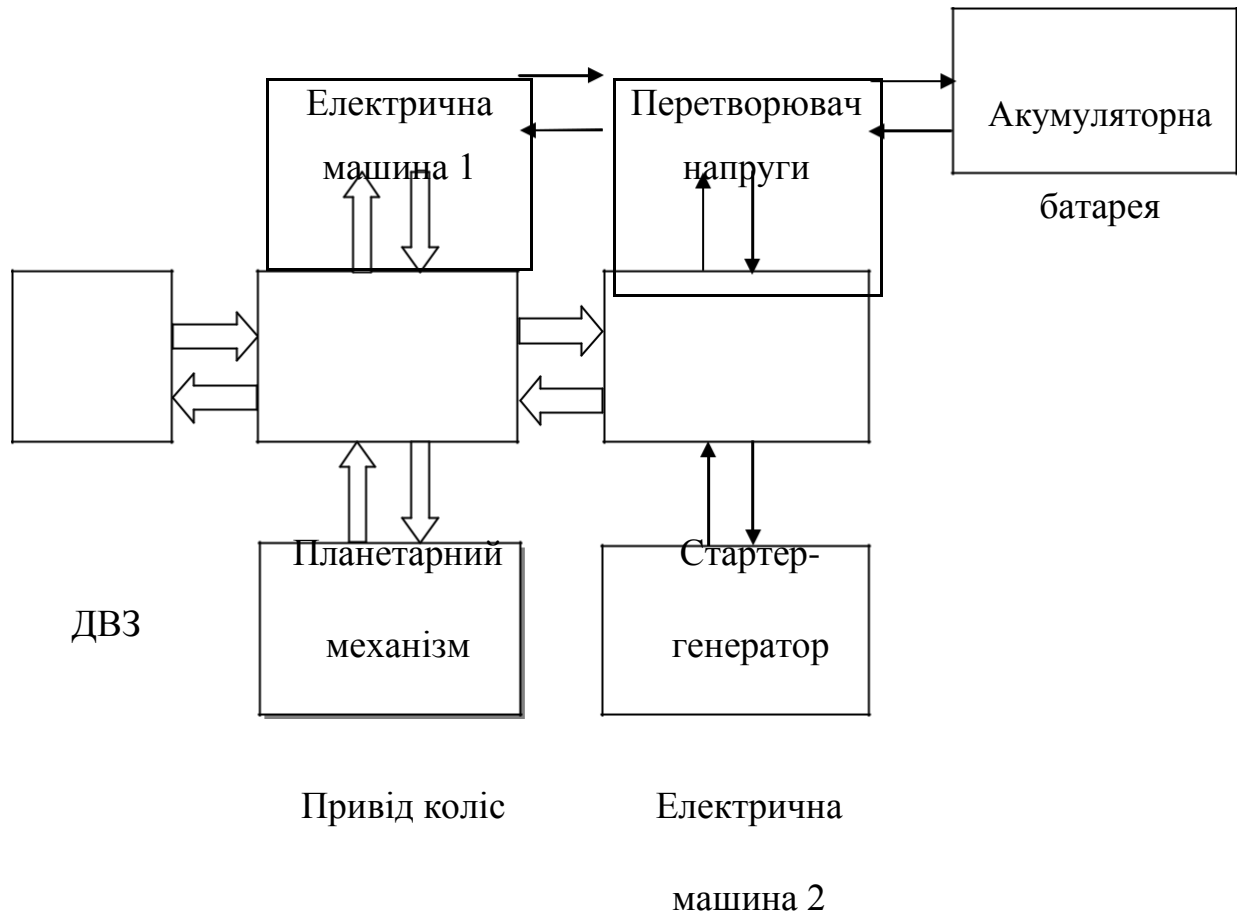 Електрична
машина 1
Перетворювач
напруги
Акумуляторна
батарея
Планетарний
механізм
Стартер-
генератор
ДВЗ
Привід коліс
Електрична
машина 2